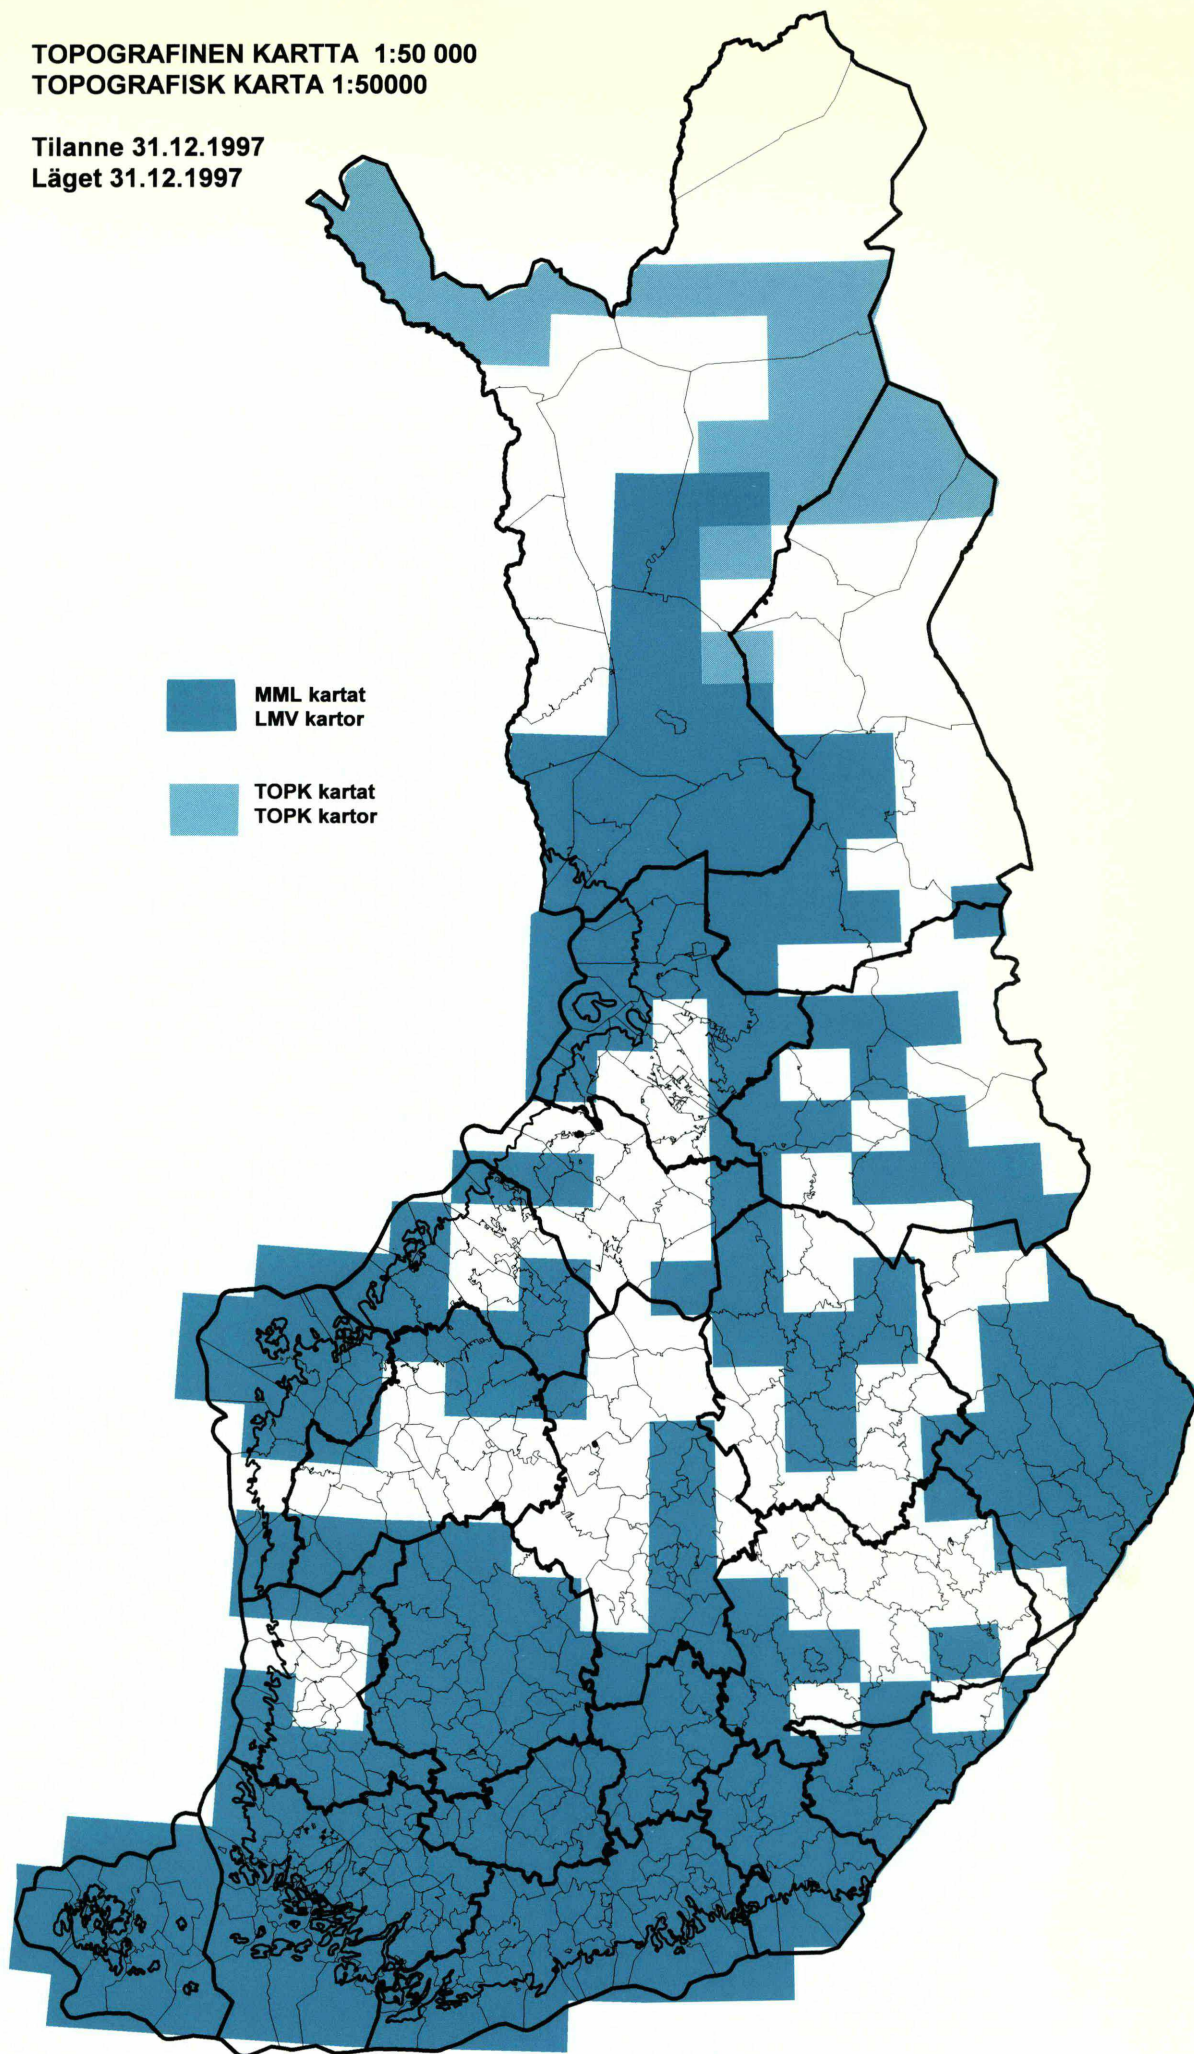 TOPOGRAFINEN KARTTA 1:50 000
TOPOGRAFISK KARTA 1:50000
Tilanne 31.12.1997
Läget 31.12.1997
MML kartat
LMV kartor
TOPK kartat
TOPK kartor